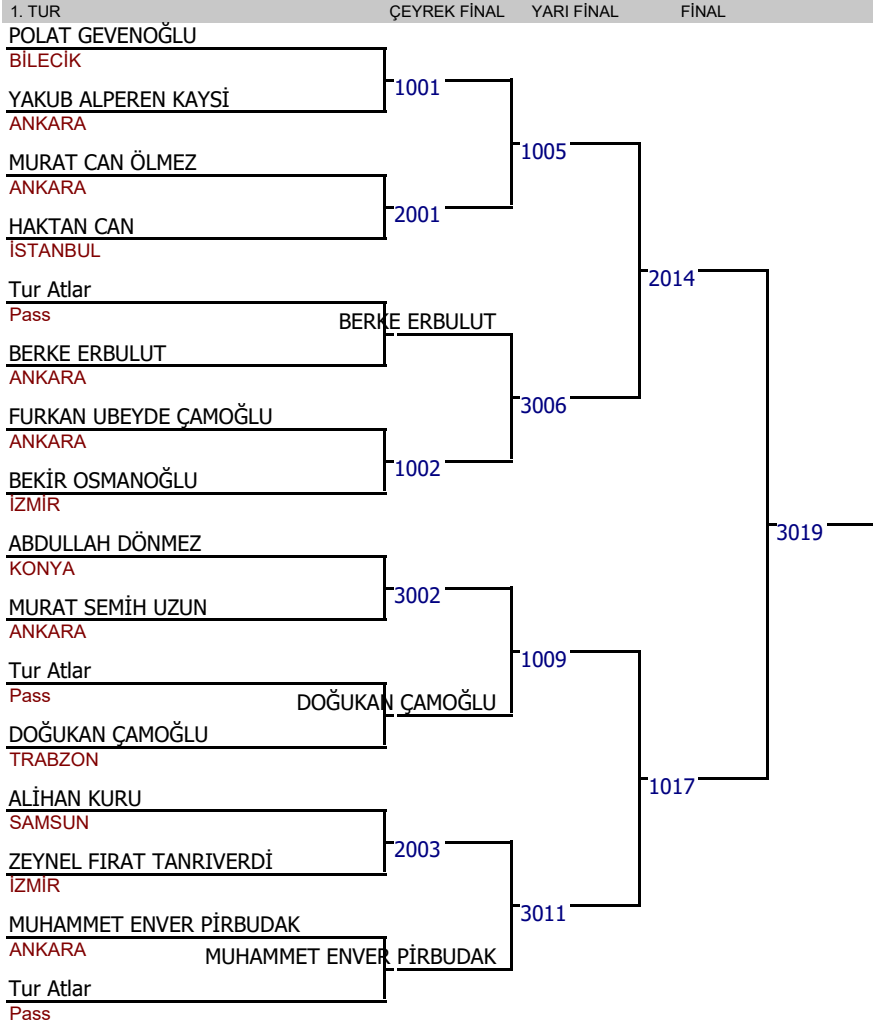 1. TUR ÇEYREK FİNAL YARI FİNAL FİNAL
POLAT GEVENOĞLU
BİLECİK
1001
YAKUB ALPEREN KAYSİ
ANKARA
1005
MURAT CAN ÖLMEZ
ANKARA
2001
HAKTAN CAN
İSTANBUL
2014
Tur Atlar
Pass
BERKE ERBULUT
BERKE ERBULUT
ANKARA
3006
FURKAN UBEYDE ÇAMOĞLU
ANKARA
1002
BEKİR OSMANOĞLU
İZMİR
3019
ABDULLAH DÖNMEZ
KONYA
3002
MURAT SEMİH UZUN
ANKARA
1009
Tur Atlar
Pass
DOĞUKAN ÇAMOĞLU
DOĞUKAN ÇAMOĞLU
TRABZON
1017
ALİHAN KURU
SAMSUN
2003
ZEYNEL FIRAT TANRIVERDİ
İZMİR
3011
MUHAMMET ENVER PİRBUDAK
ANKARA
MUHAMMET ENVER PİRBUDAK
Tur Atlar
Pass